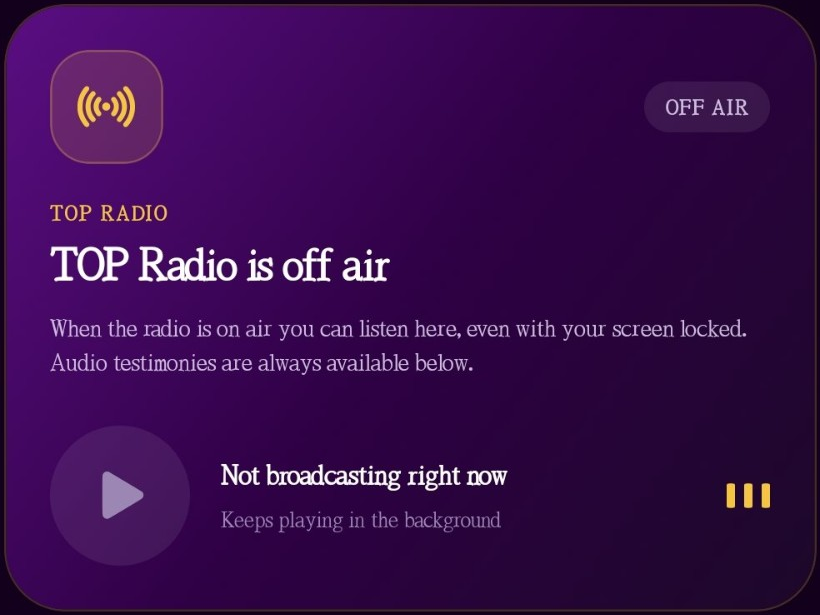 OFF AIR
TOP RADIO
TOP Radio is off air
When the radio is on air you can listen here, even with your screen locked.
Audio testimonies are always available below.
Not broadcasting right now
Keeps playing in the background